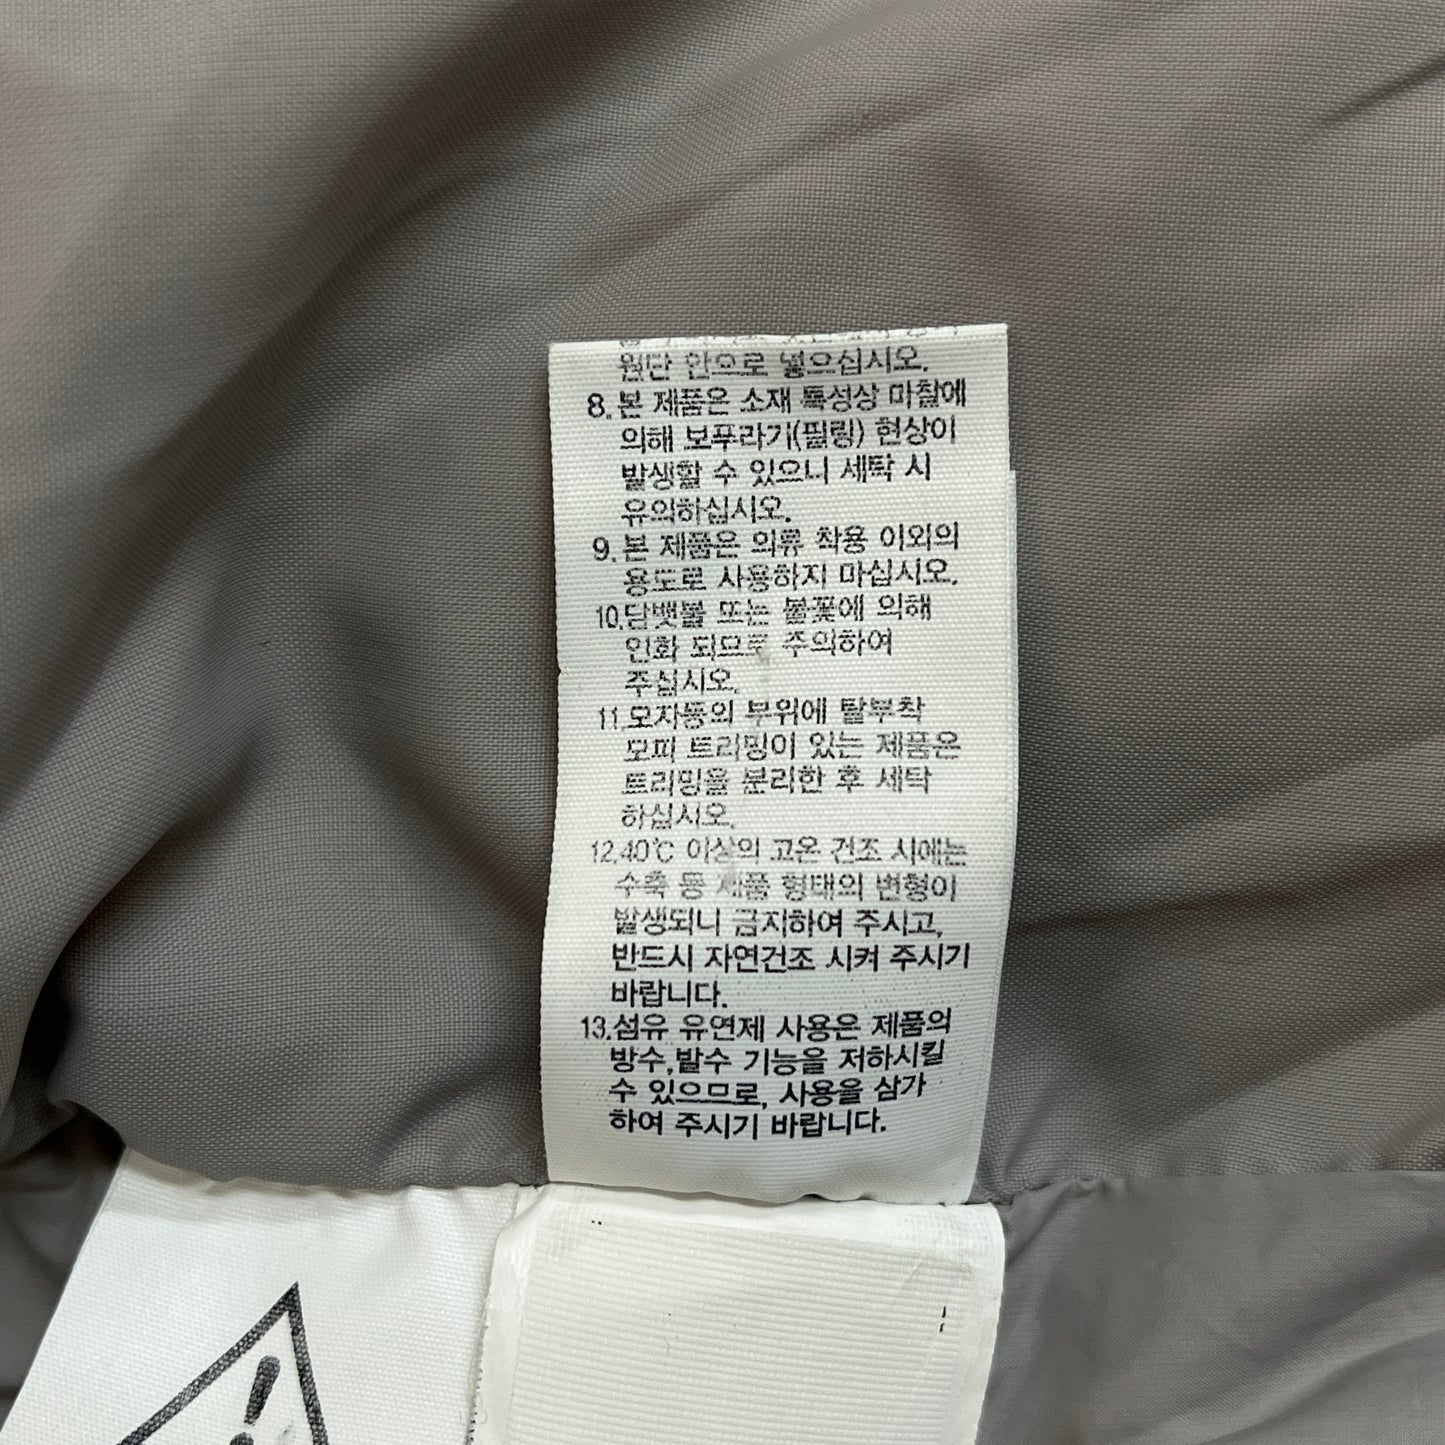 원단 안으로 넣으십시오.
8.본 제품은 소재 특성상 마찰에
의해 보푸라기(필링) 현상이
발생할 수 있으니 세탁 시
유의하십시오.
9.본 제품은 의류 착용 이외의
용도로 사용하지 마십시오.
10.담뱃불 또는 불꽃에 의해
인화 되므로 주의하여
주십시오.
11.모자등의 부위에 탈부착
모피 트리밍이 있는 제품은
트리밍을 분리한 후 세탁
하십시오.
12.40℃ 이상의 고온 건조 시에는
수축 등 제품 형태의 변형이
발생되니 금지하여 주시고,
반드시 자연건조 시켜 주시기
바랍니다.
13.섬유 유연제 사용은 제품의
방수,발수 기능을 저하시킬
수 있으므로, 사용을 삼가
하여 주시기 바랍니다.